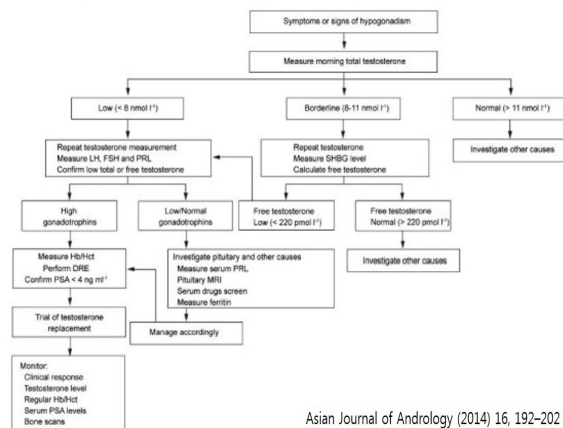 Symptoms or signs of hypogonadism
Measure morning total testosterone
Low (< 8 nmol l⁻¹)
Borderline (8-11 nmol l⁻¹)
Normal (> 11 nmol l⁻¹)
Repeat testosterone measurement
Measure LH, FSH and PRL
Confirm low total or free testosterone
Repeat testosterone
Measure SHBG level
Calculate free testosterone
Investigate other causes
High
gonadotrophins
Low/Normal
gonadotrophins
Free testosterone
Low (< 220 pmol l⁻¹)
Free testosterone
Normal (> 220 pmol l⁻¹)
Measure Hb/Hct
Perform DRE
Confirm PSA < 4 ng ml⁻¹
Investigate pituitary and other causes
Measure serum PRL
Pituitary MRI
Serum drugs screen
Measure ferritin
Investigate other causes
Trial of testosterone
replacement
Manage accordingly
Monitor:
Clinical response
Testosterone level
Regular Hb/Hct
Serum PSA levels
Bone scans
Asian Journal of Andrology (2014) 16, 192–202